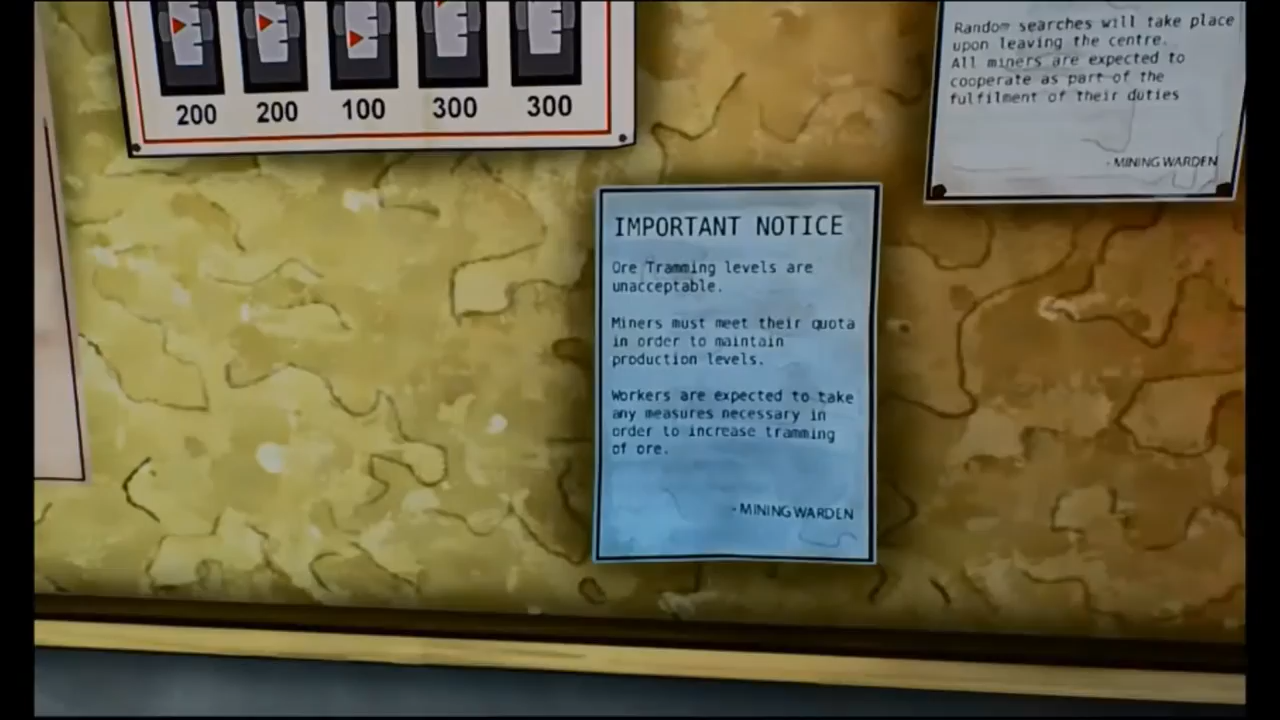 200 200 100 300 300
Random searches will take place
upon leaving the centre.
All miners are expected to
cooperate as part of the
fulfilment of their duties
- MINING WARDEN
IMPORTANT NOTICE
Ore Tramming levels are
unacceptable.
Miners must meet their quota
in order to maintain
production levels.
Workers are expected to take
any measures necessary in
order to increase tramming
of ore.
- MINING WARDEN